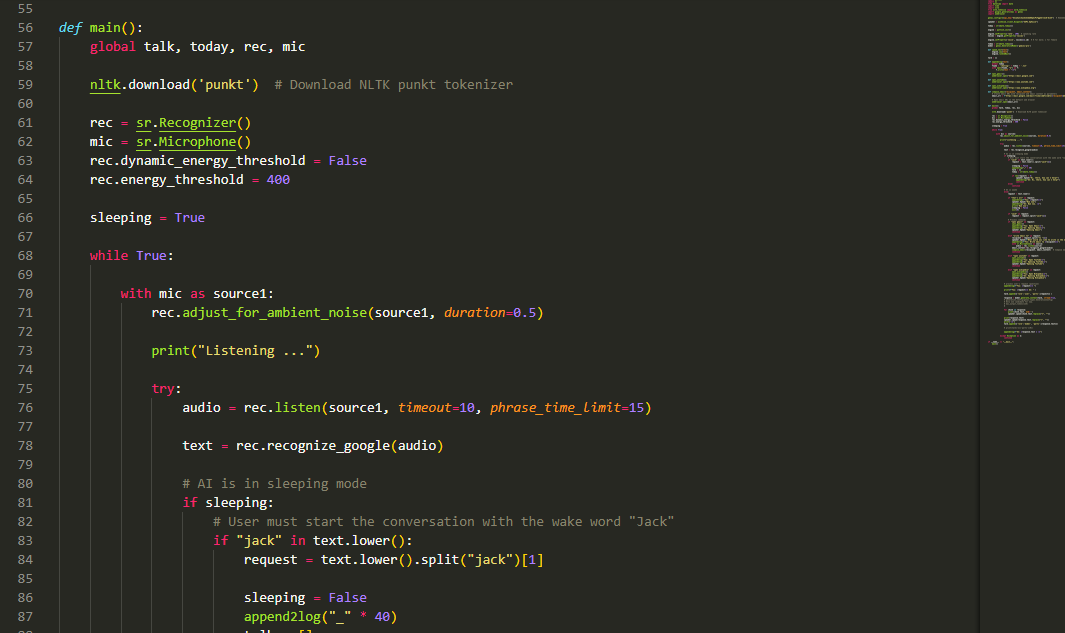 55
56 def main():
57 global talk, today, rec, mic
58
59 nltk.download('punkt')  # Download NLTK punkt tokenizer
60
61 rec = sr.Recognizer()
62 mic = sr.Microphone()
63 rec.dynamic_energy_threshold = False
64 rec.energy_threshold = 400
65
66 sleeping = True
67
68 while True:
69
70 with mic as source1:
71 rec.adjust_for_ambient_noise(source1, duration=0.5)
72
73 print("Listening ...")
74
75 try:
76 audio = rec.listen(source1, timeout=10, phrase_time_limit=15)
77
78 text = rec.recognize_google(audio)
79
80 # AI is in sleeping mode
81 if sleeping:
82 # User must start the conversation with the wake word "Jack"
83 if "jack" in text.lower():
84 request = text.lower().split("jack")[1]
85
86 sleeping = False
87 append2log("_" * 40)